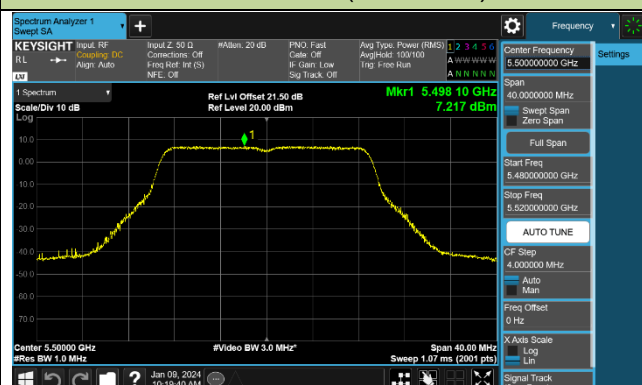 Spectrum Analyzer 1
Swept SA
Frequency
KEYSIGHT
Input: RF
Coupling: DC
Align: Auto
Input Z: 50 Ω
Corrections: Off
Freq Ref: Int (S)
NFE: Off
#Atten: 20 dB
PNO: Fast
Gate: Off
IF Gain: Low
Sig Track: Off
Avg Type: Power (RMS)
Avg|Hold: 100/100
Trig: Free Run
1 2 3 4 5 6
A W W W W W
A N N N N N
RL
LXI
1 Spectrum
Scale/Div 10 dB
Log
Ref Lvl Offset 21.50 dB
Ref Level 20.00 dBm
Mkr1 5.498 10 GHz
7.217 dBm
1
10.0
0.00
-10.0
-20.0
-30.0
-40.0
-50.0
-60.0
-70.0
Center 5.50000 GHz
#Res BW 1.0 MHz
#Video BW 3.0 MHz*
Span 40.00 MHz
Sweep 1.07 ms (2001 pts)
Jan 09, 2024
10:19:40 AM
Center Frequency
5.500000000 GHz
Settings
Span
40.0000000 MHz
Swept Span
Zero Span
Full Span
Start Freq
5.480000000 GHz
Stop Freq
5.520000000 GHz
AUTO TUNE
CF Step
4.000000 MHz
Auto
Man
Freq Offset
0 Hz
X Axis Scale
Log
Lin
Signal Track